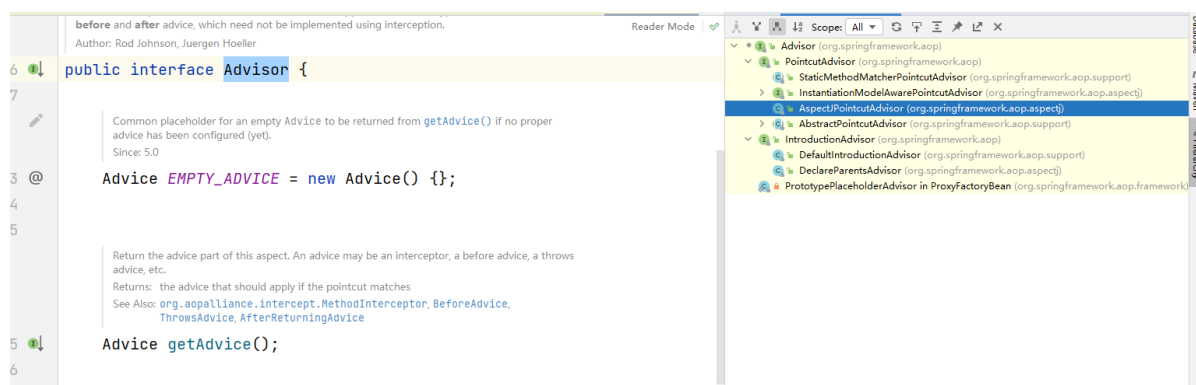 before and after advice, which need not be implemented using interception.
Author: Rod Johnson, Juergen Hoeller
Reader Mode
6 public interface Advisor {
7
Common placeholder for an empty Advice to be returned from getAdvice() if no proper
advice has been configured (yet).
Since: 5.0
3 @ Advice EMPTY_ADVICE = new Advice() {};
4
5
Return the advice part of this aspect. An advice may be an interceptor, a before advice, a throws
advice, etc.
Returns: the advice that should apply if the pointcut matches
See Also: org.aopalliance.intercept.MethodInterceptor, BeforeAdvice,
ThrowsAdvice, AfterReturningAdvice
5 Advice getAdvice();
6
Scope: All
Advisor (org.springframework.aop)
PointcutAdvisor (org.springframework.aop)
StaticMethodMatcherPointcutAdvisor (org.springframework.aop.support)
InstantiationModelAwarePointcutAdvisor (org.springframework.aop.aspectj)
AspectJPointcutAdvisor (org.springframework.aop.aspectj)
AbstractPointcutAdvisor (org.springframework.aop.support)
IntroductionAdvisor (org.springframework.aop)
DefaultIntroductionAdvisor (org.springframework.aop.support)
DeclareParentsAdvisor (org.springframework.aop.aspectj)
PrototypePlaceholderAdvisor in ProxyFactoryBean (org.springframework.aop.framework)